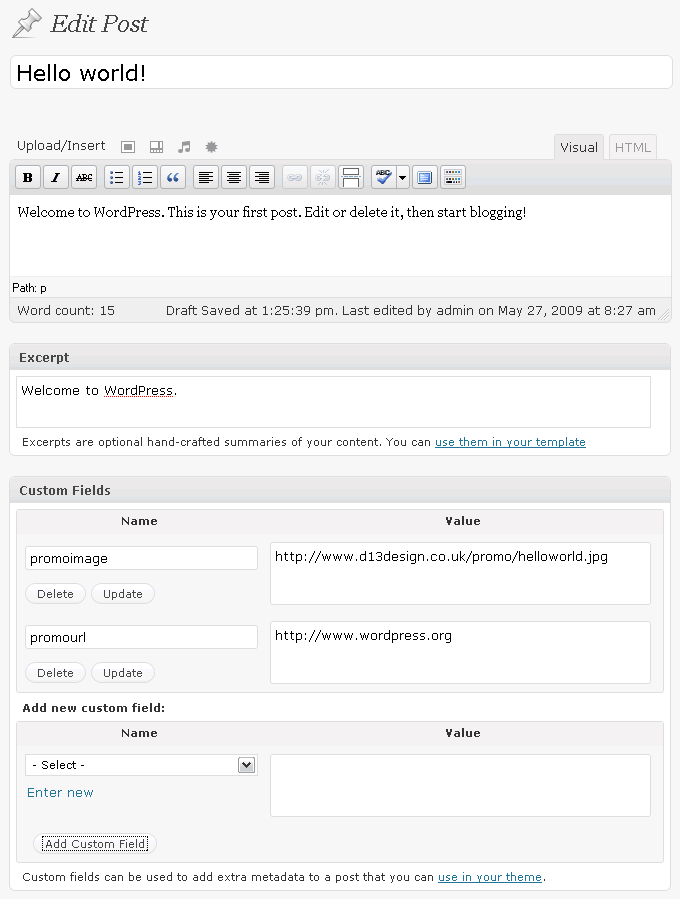 Edit Post
Hello world!
Upload/Insert
Visual HTML
B I ABC ABC
Welcome to WordPress. This is your first post. Edit or delete it, then start blogging!
Path: p
Word count: 15 Draft Saved at 1:25:39 pm. Last edited by admin on May 27, 2009 at 8:27 am
Excerpt
Welcome to WordPress.
Excerpts are optional hand-crafted summaries of your content. You can use them in your template
Custom Fields
Name Value
promoimage http://www.d13design.co.uk/promo/helloworld.jpg
Delete Update
promourl http://www.wordpress.org
Delete Update
Add new custom field:
Name Value
- Select -
Enter new
Add Custom Field
Custom fields can be used to add extra metadata to a post that you can use in your theme.